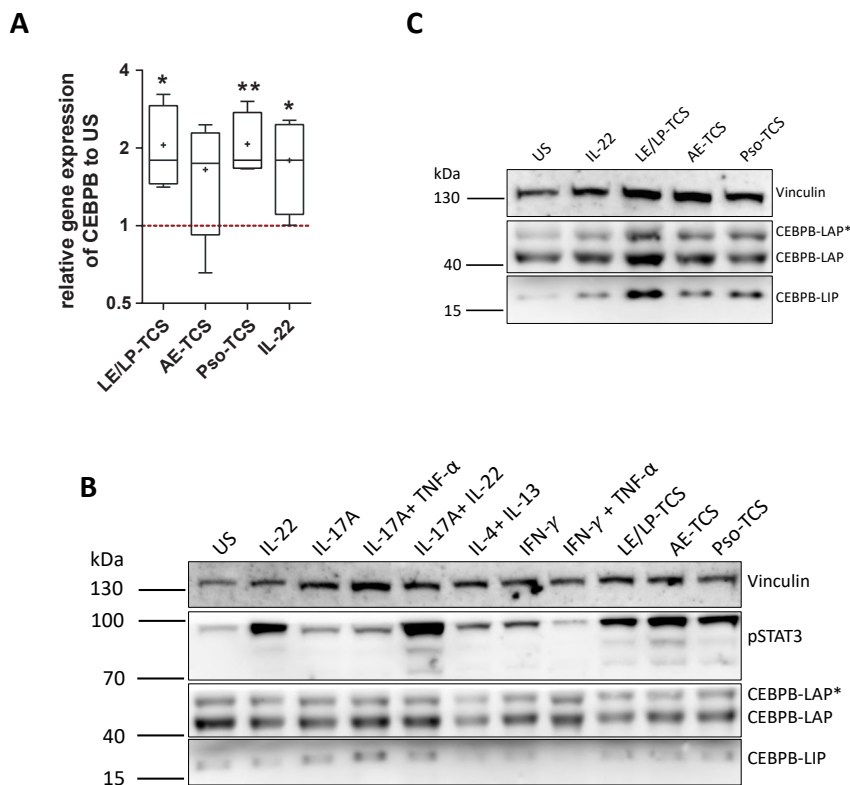 A
relative gene expression
of CEBPB to US
4
*
**
*
2
1
0.5
LE/LP-TCS
AE-TCS
Pso-TCS
IL-22
C
US
IL-22
LE/LP-TCS
AE-TCS
Pso-TCS
kDa
130
Vinculin
CEBPB-LAP*
40
CEBPB-LAP
CEBPB-LIP
15
B
US
IL-22
IL-17A
IL-17A+ TNF-α
IL-17A+ IL-22
IL-4+ IL-13
IFN-γ
IFN-γ + TNF-α
LE/LP-TCS
AE-TCS
Pso-TCS
kDa
130
Vinculin
100
pSTAT3
70
CEBPB-LAP*
CEBPB-LAP
40
CEBPB-LIP
15